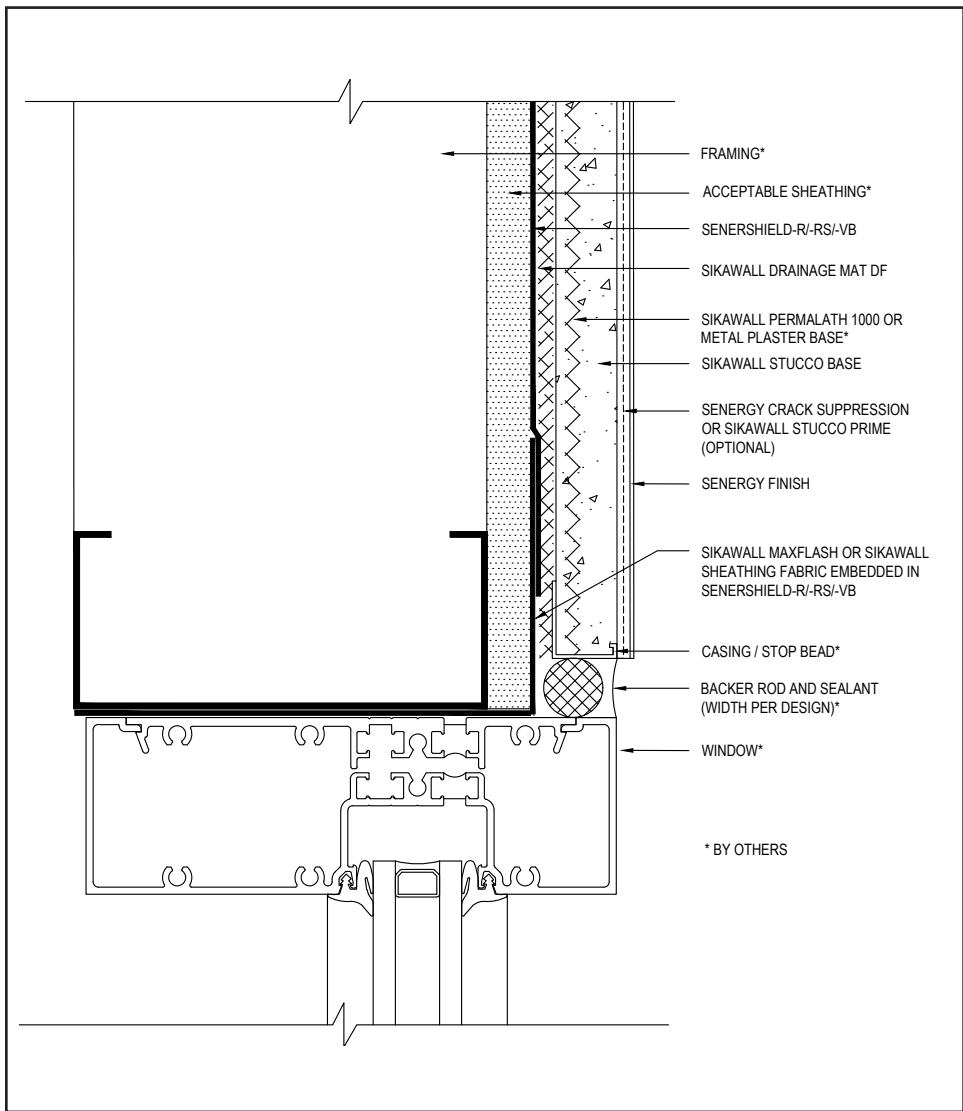 FRAMING*
ACCEPTABLE SHEATHING*
SENERSHIELD-R/-RS/-VB
SIKAWALL DRAINAGE MAT DF
SIKAWALL PERMALATH 1000 OR
METAL PLASTER BASE*
SIKAWALL STUCCO BASE
SENERGY CRACK SUPPRESSION
OR SIKAWALL STUCCO PRIME
(OPTIONAL)
SENERGY FINISH
SIKAWALL MAXFLASH OR SIKAWALL
SHEATHING FABRIC EMBEDDED IN
SENERSHIELD-R/-RS/-VB
CASING / STOP BEAD*
BACKER ROD AND SEALANT
(WIDTH PER DESIGN)*
WINDOW*
* BY OTHERS